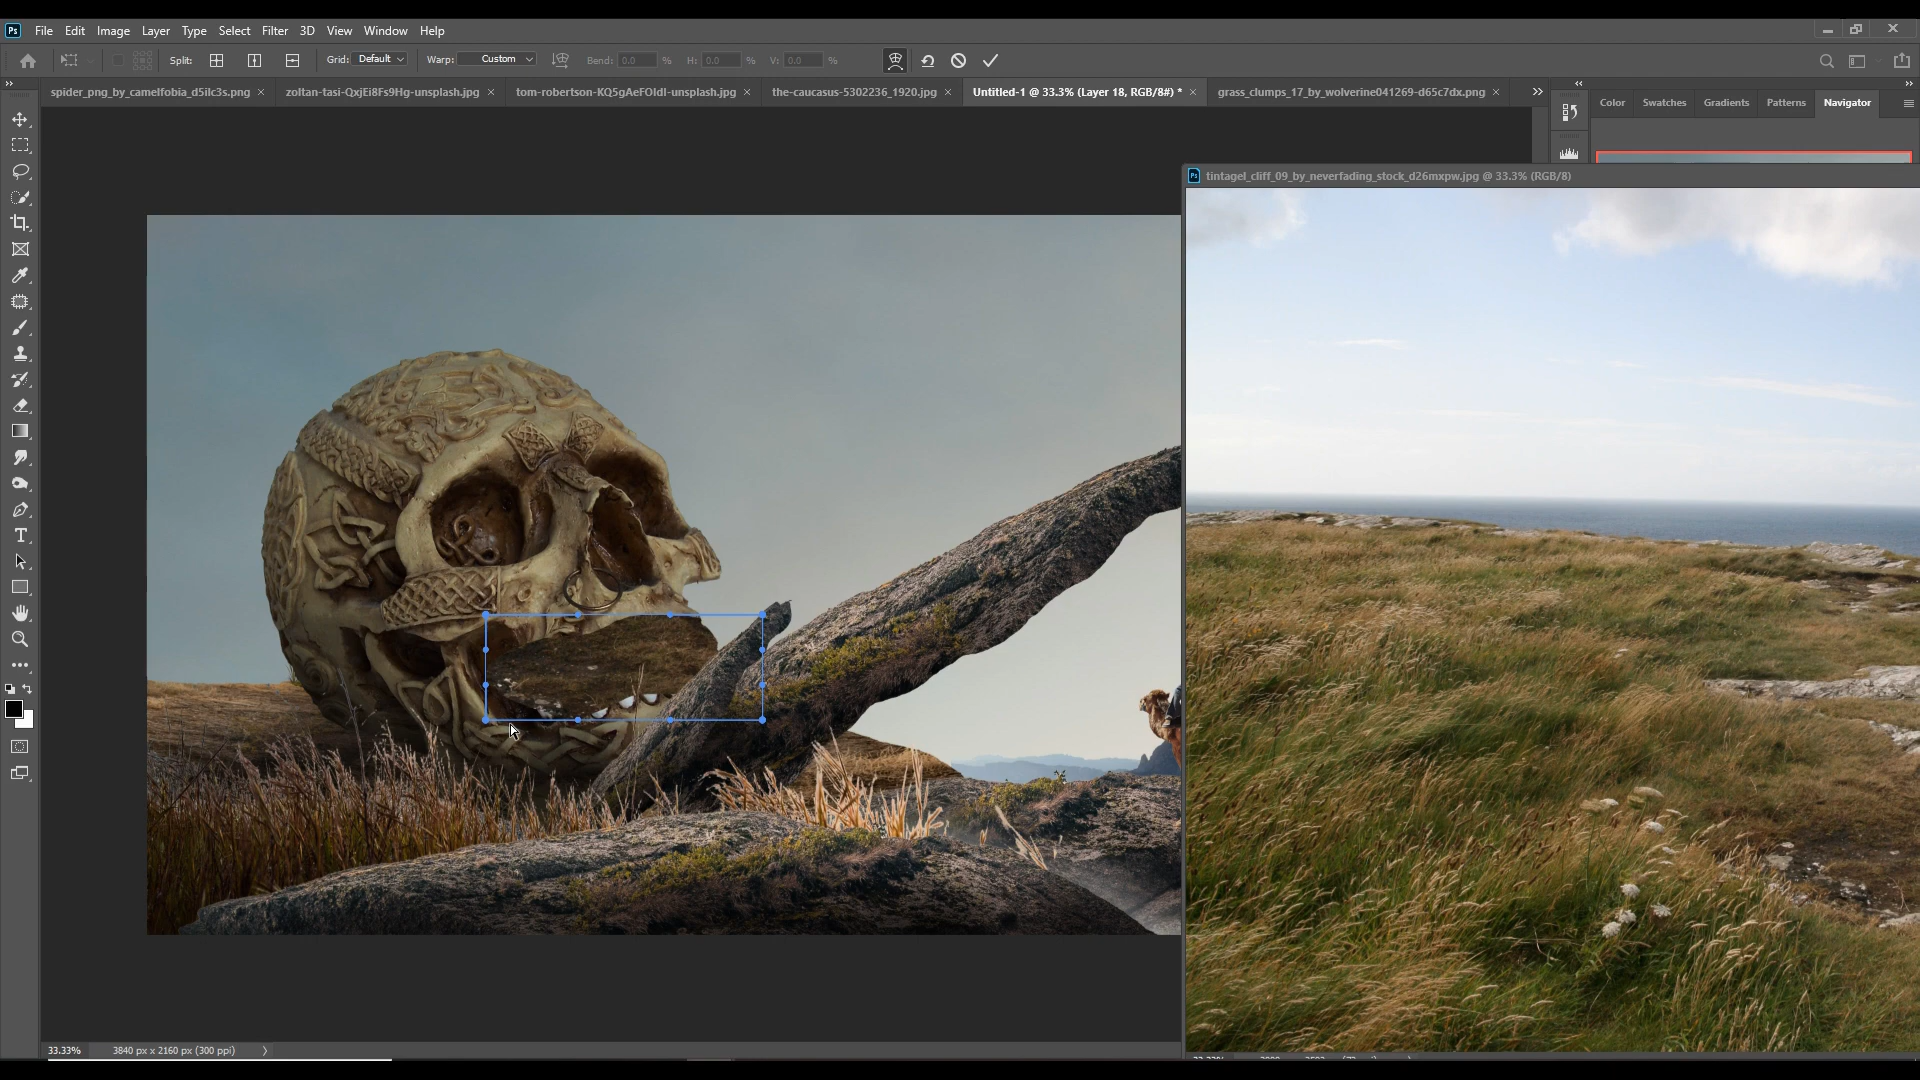 Ps File Edit Image Layer Type Select Filter 3D View Window Help
Split: Grid: Default Warp: Custom Bend: 0.0 % H: 0.0 % V: 0.0 %
spider_png_by_camelfobia_d5ilc3s.png × zoltan-tasi-QxjEi8Fs9Hg-unsplash.jpg × tom-robertson-KQ5gAeFOIdI-unsplash.jpg × the-caucasus-5302236_1920.jpg × Untitled-1 @ 33.3% (Layer 18, RGB/8#) * × grass_clumps_17_by_wolverine041269-d65c7dx.png ×
Color Swatches Gradients Patterns Navigator
Ps tintagel_cliff_09_by_neverfading_stock_d26mxpw.jpg @ 33.3% (RGB/8)
T
33.33% 3840 px x 2160 px (300 ppi)